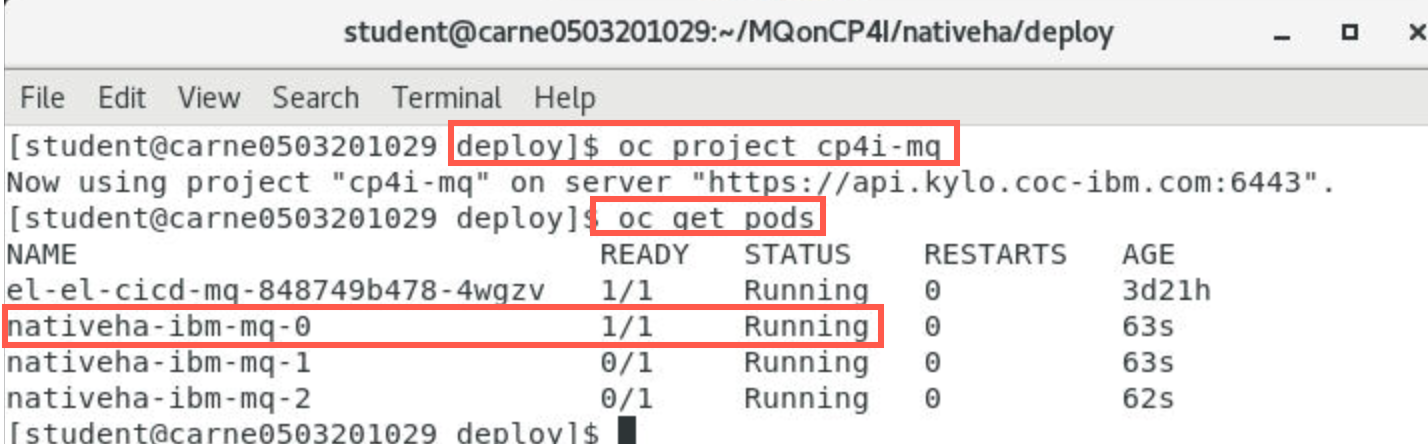 student@carne0503201029:~/MQonCP4I/nativeha/deploy
File Edit View Search Terminal Help
[student@carne0503201029 deploy]$ oc project cp4i-mq
Now using project "cp4i-mq" on server "https://api.kylo.coc-ibm.com:6443".
[student@carne0503201029 deploy]$ oc get pods
NAME READY STATUS RESTARTS AGE
el-el-cicd-mq-848749b478-4wgzv 1/1 Running 0 3d21h
nativeha-ibm-mq-0 1/1 Running 0 63s
nativeha-ibm-mq-1 0/1 Running 0 63s
nativeha-ibm-mq-2 0/1 Running 0 62s
[student@carne0503201029 deploy]$